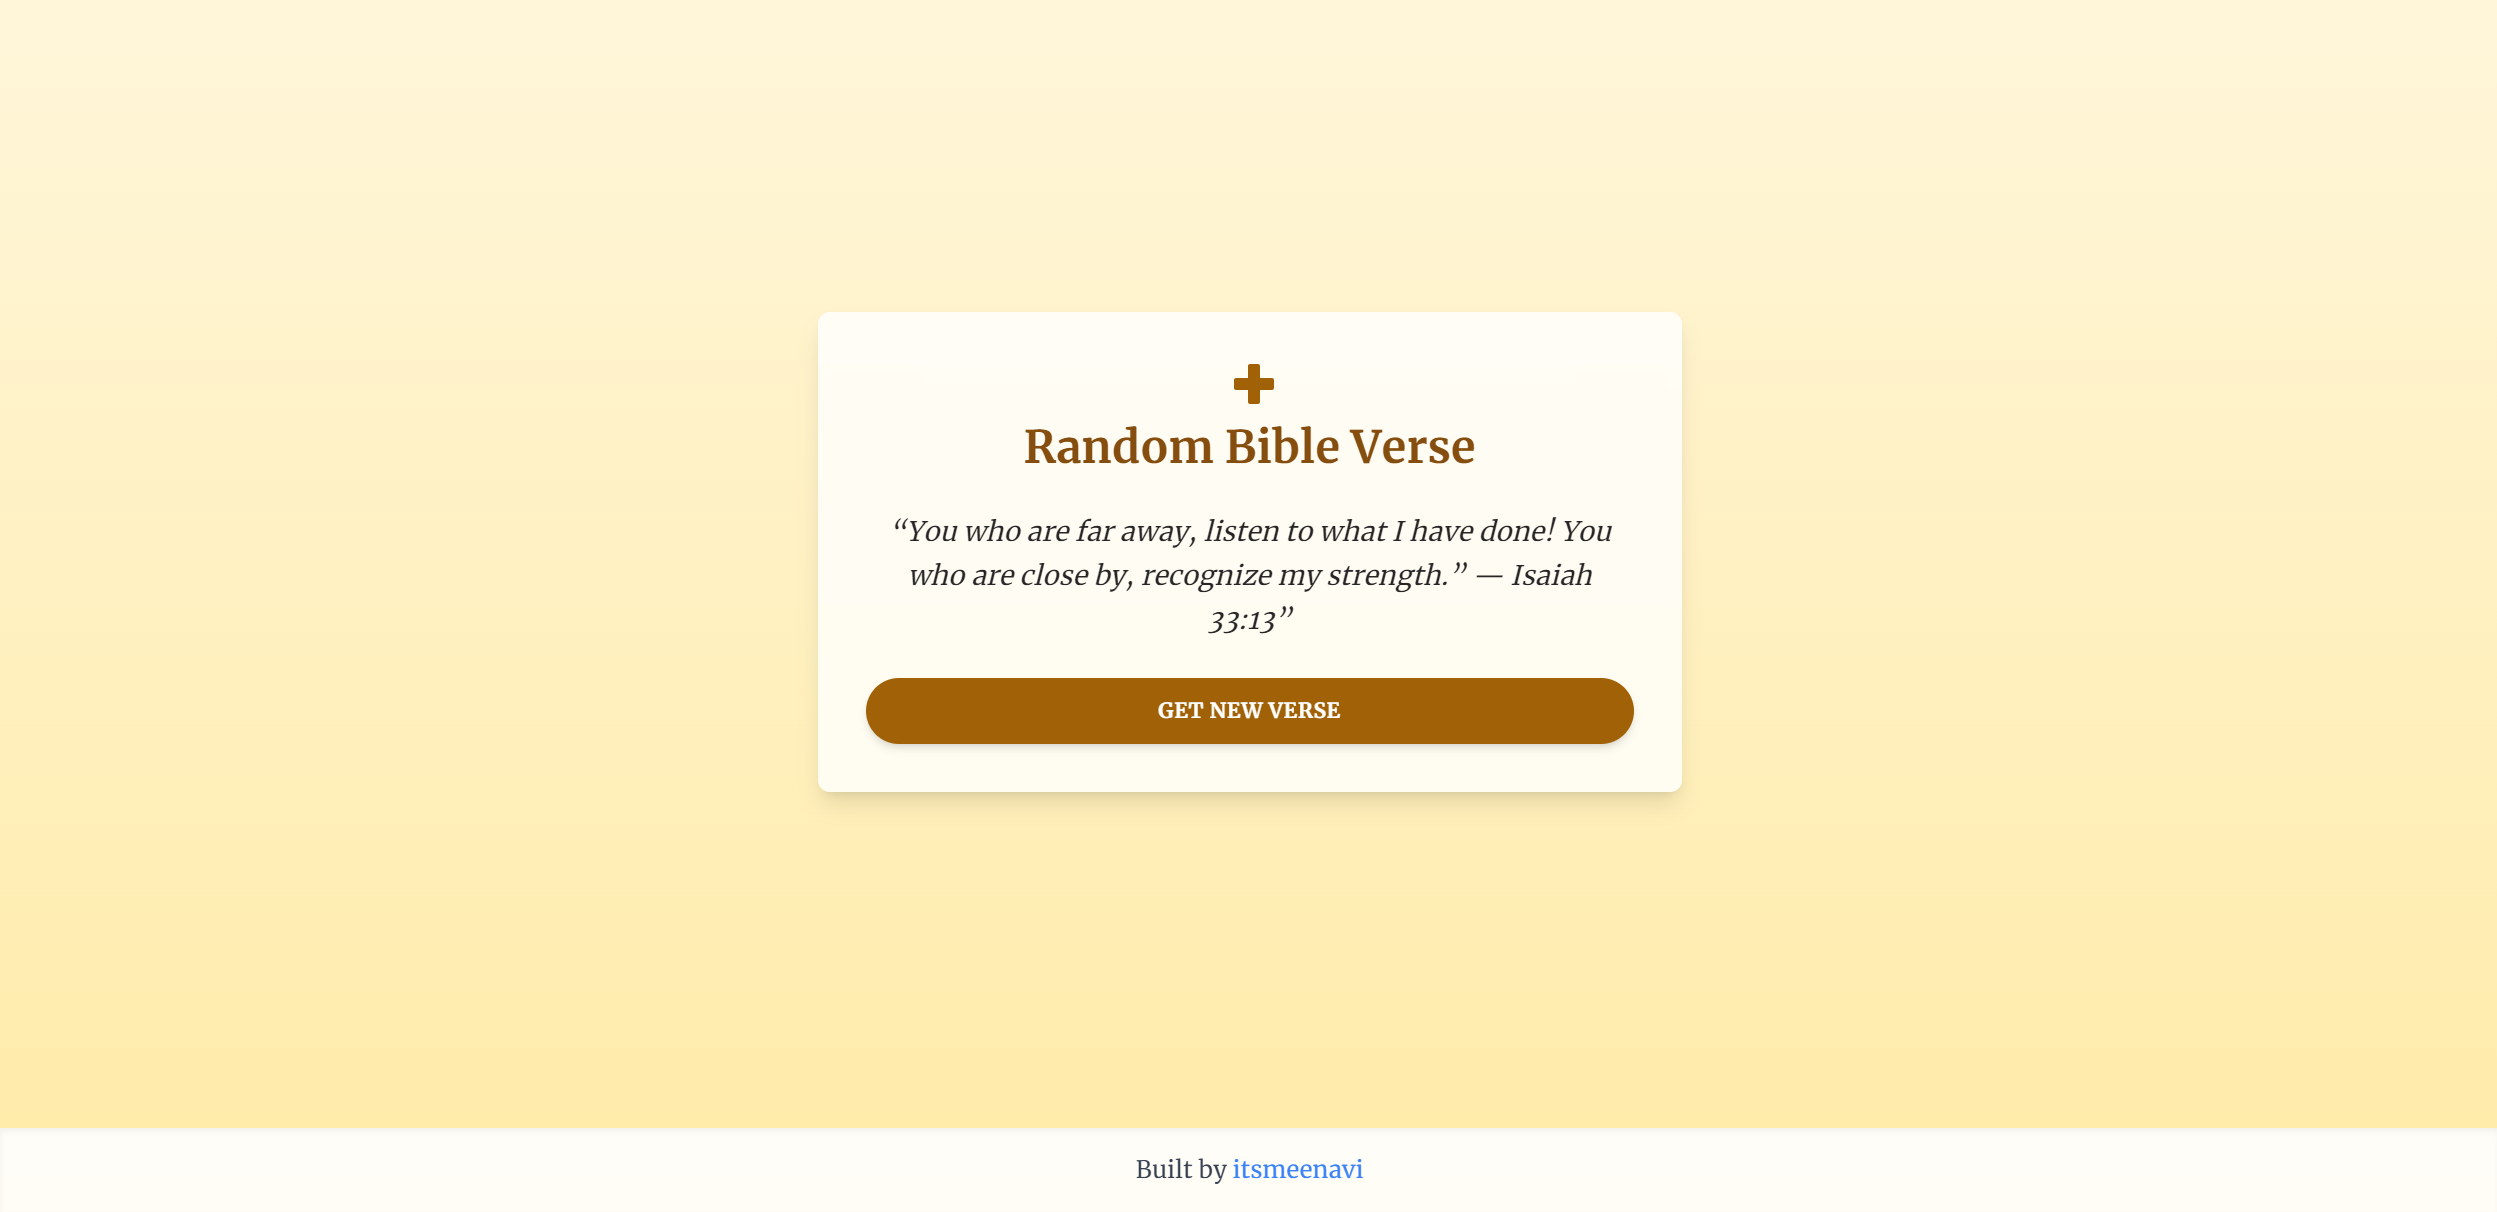 Random Bible Verse
“You who are far away, listen to what I have done! You
who are close by, recognize my strength.” — Isaiah
33:13”
GET NEW VERSE
Built by itsmeenavi